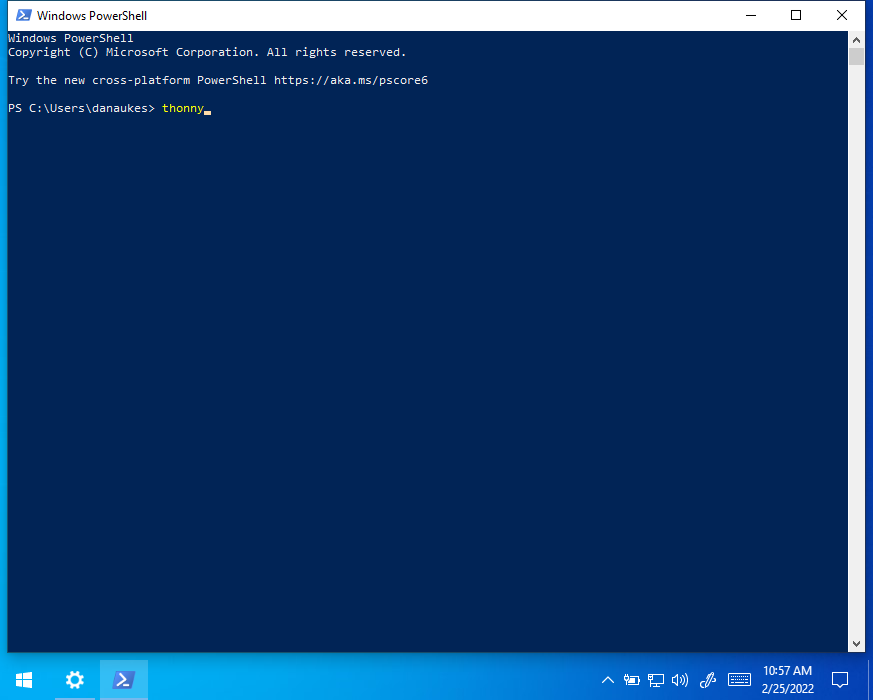 Windows PowerShell
Windows PowerShell
Copyright (C) Microsoft Corporation. All rights reserved.
Try the new cross-platform PowerShell https://aka.ms/pscore6
PS C:\Users\danaukes> thonny
10:57 AM
2/25/2022